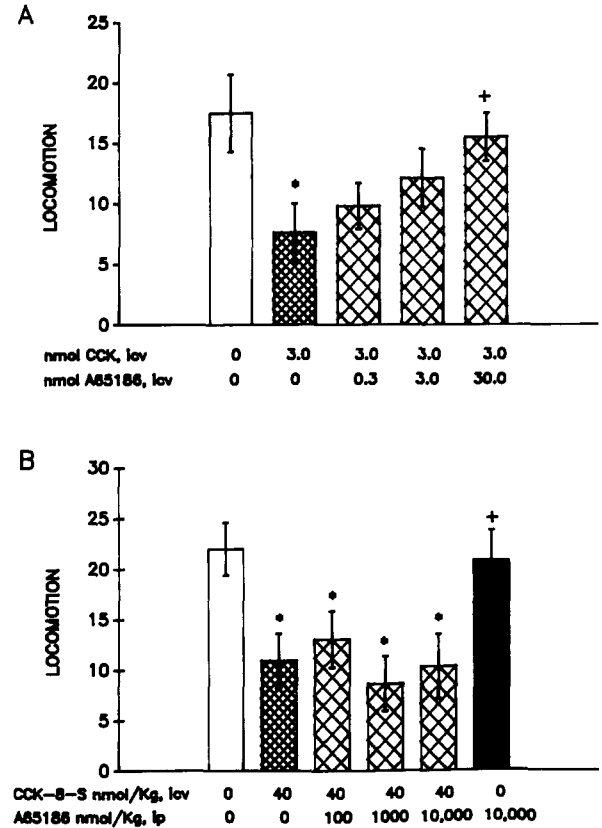 A
25
20
15
10
5
0
LOCOMOTION
*
+
nmol CCK, icv 0 3.0 3.0 3.0 3.0
nmol A65186, icv 0 0 0.3 3.0 30.0
B
30
25
20
15
10
5
0
LOCOMOTION
* * * * +
CCK-8-S nmol/Kg, icv 0 40 40 40 40 0
A65186 nmol/Kg, ip 0 0 100 1000 10,000 10,000